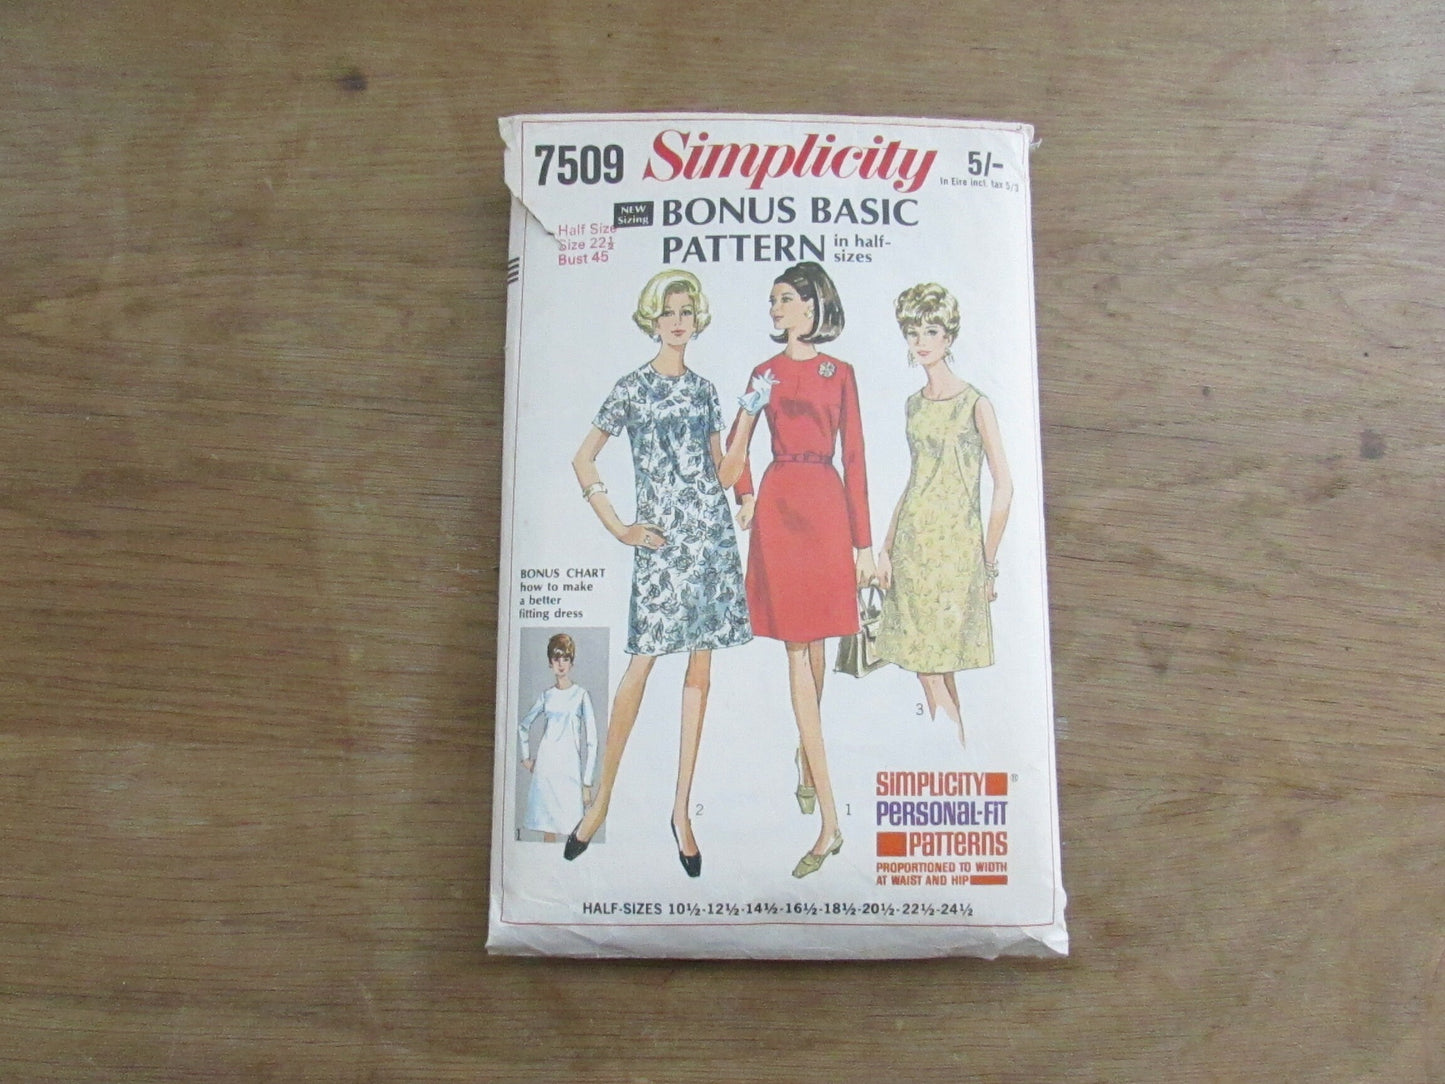 7509 Simplicity 5/-
In Eire incl. tax 5/3
NEW
Sizing
BONUS BASIC
PATTERN in half-
sizes
Half Size
Size 22½
Bust 45
BONUS CHART
how to make
a better
fitting dress
1
2
1
3
SIMPLICITY ®
PERSONAL-FIT
PATTERNS
PROPORTIONED TO WIDTH
AT WAIST AND HIP
HALF-SIZES 10½-12½-14½-16½-18½-20½-22½-24½